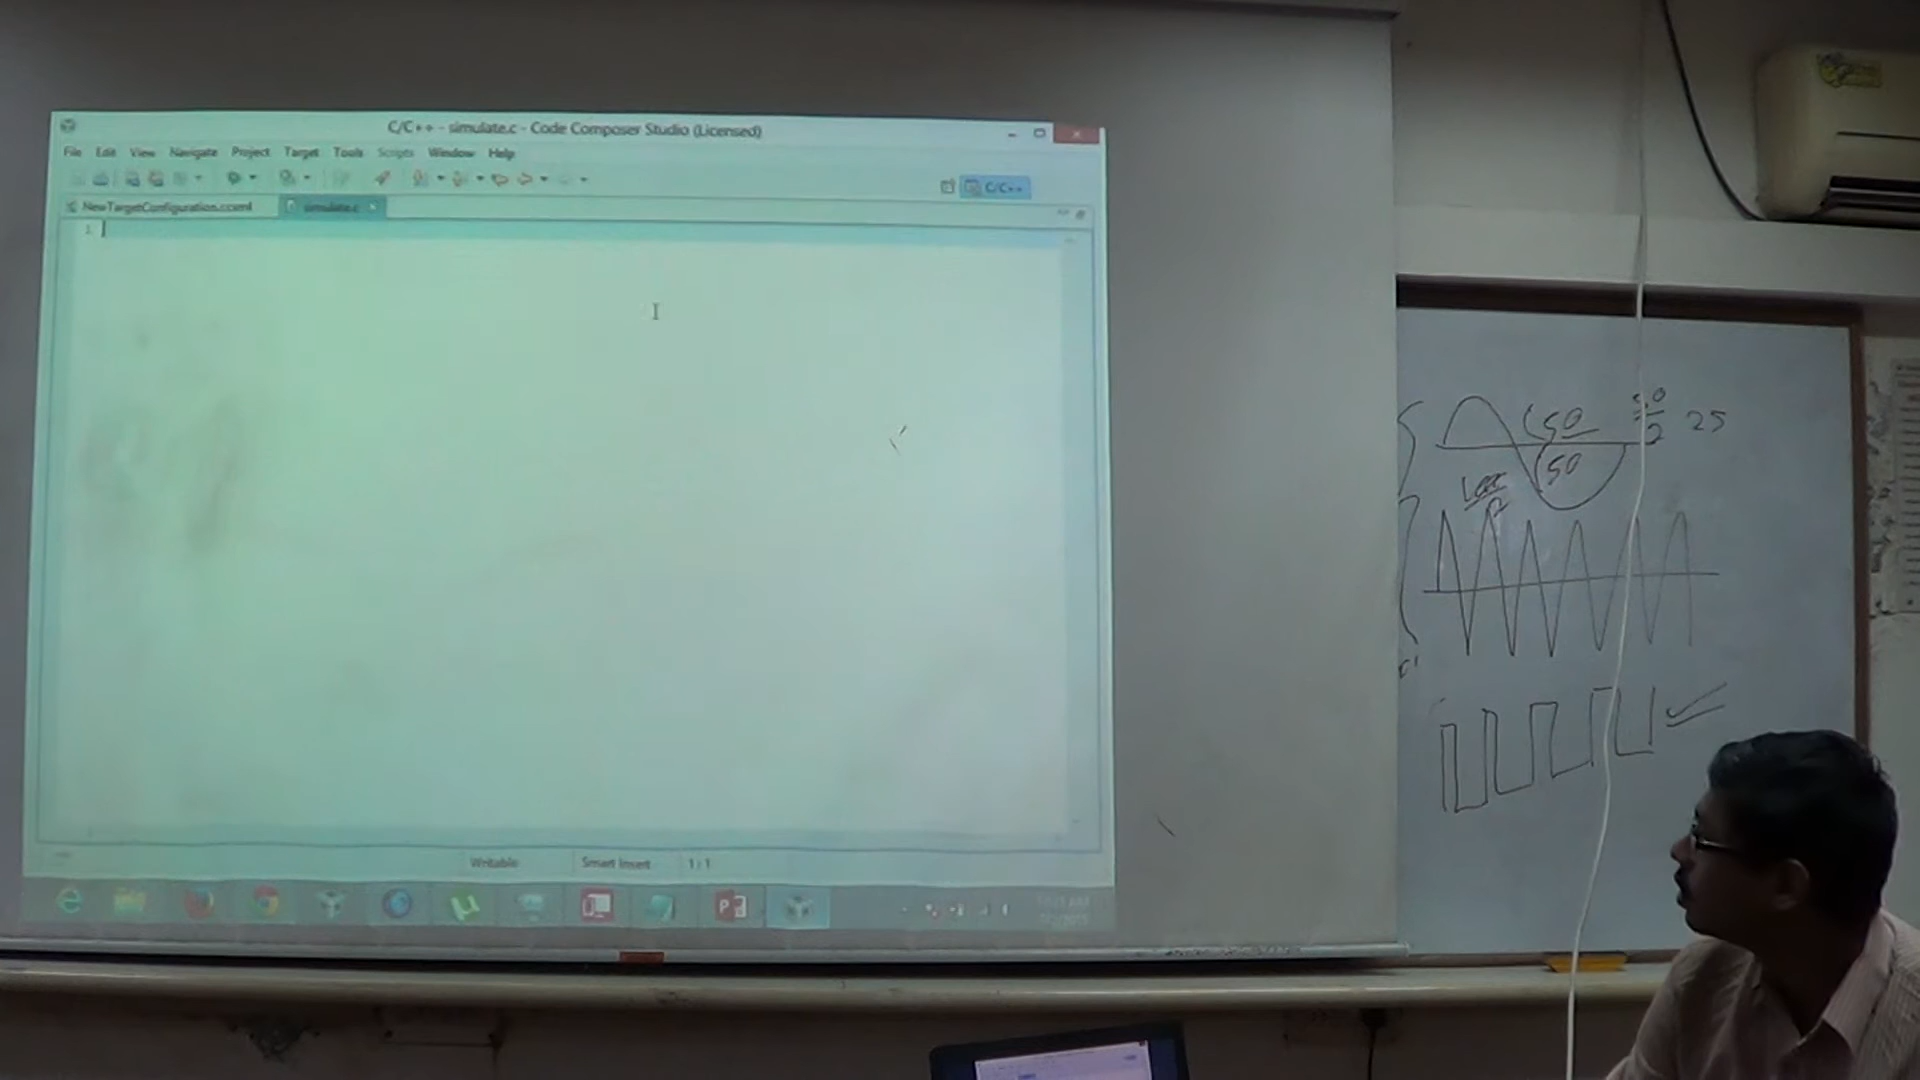 C/C++ - simulate.c - Code Composer Studio (Licensed)
File Edit View Navigate Project Target Tools Scripts Window Help
C/C++
NewTargetConfiguration.ccxml simulate.c
1
Writable Smart Insert 1 : 1
50
2 25
50